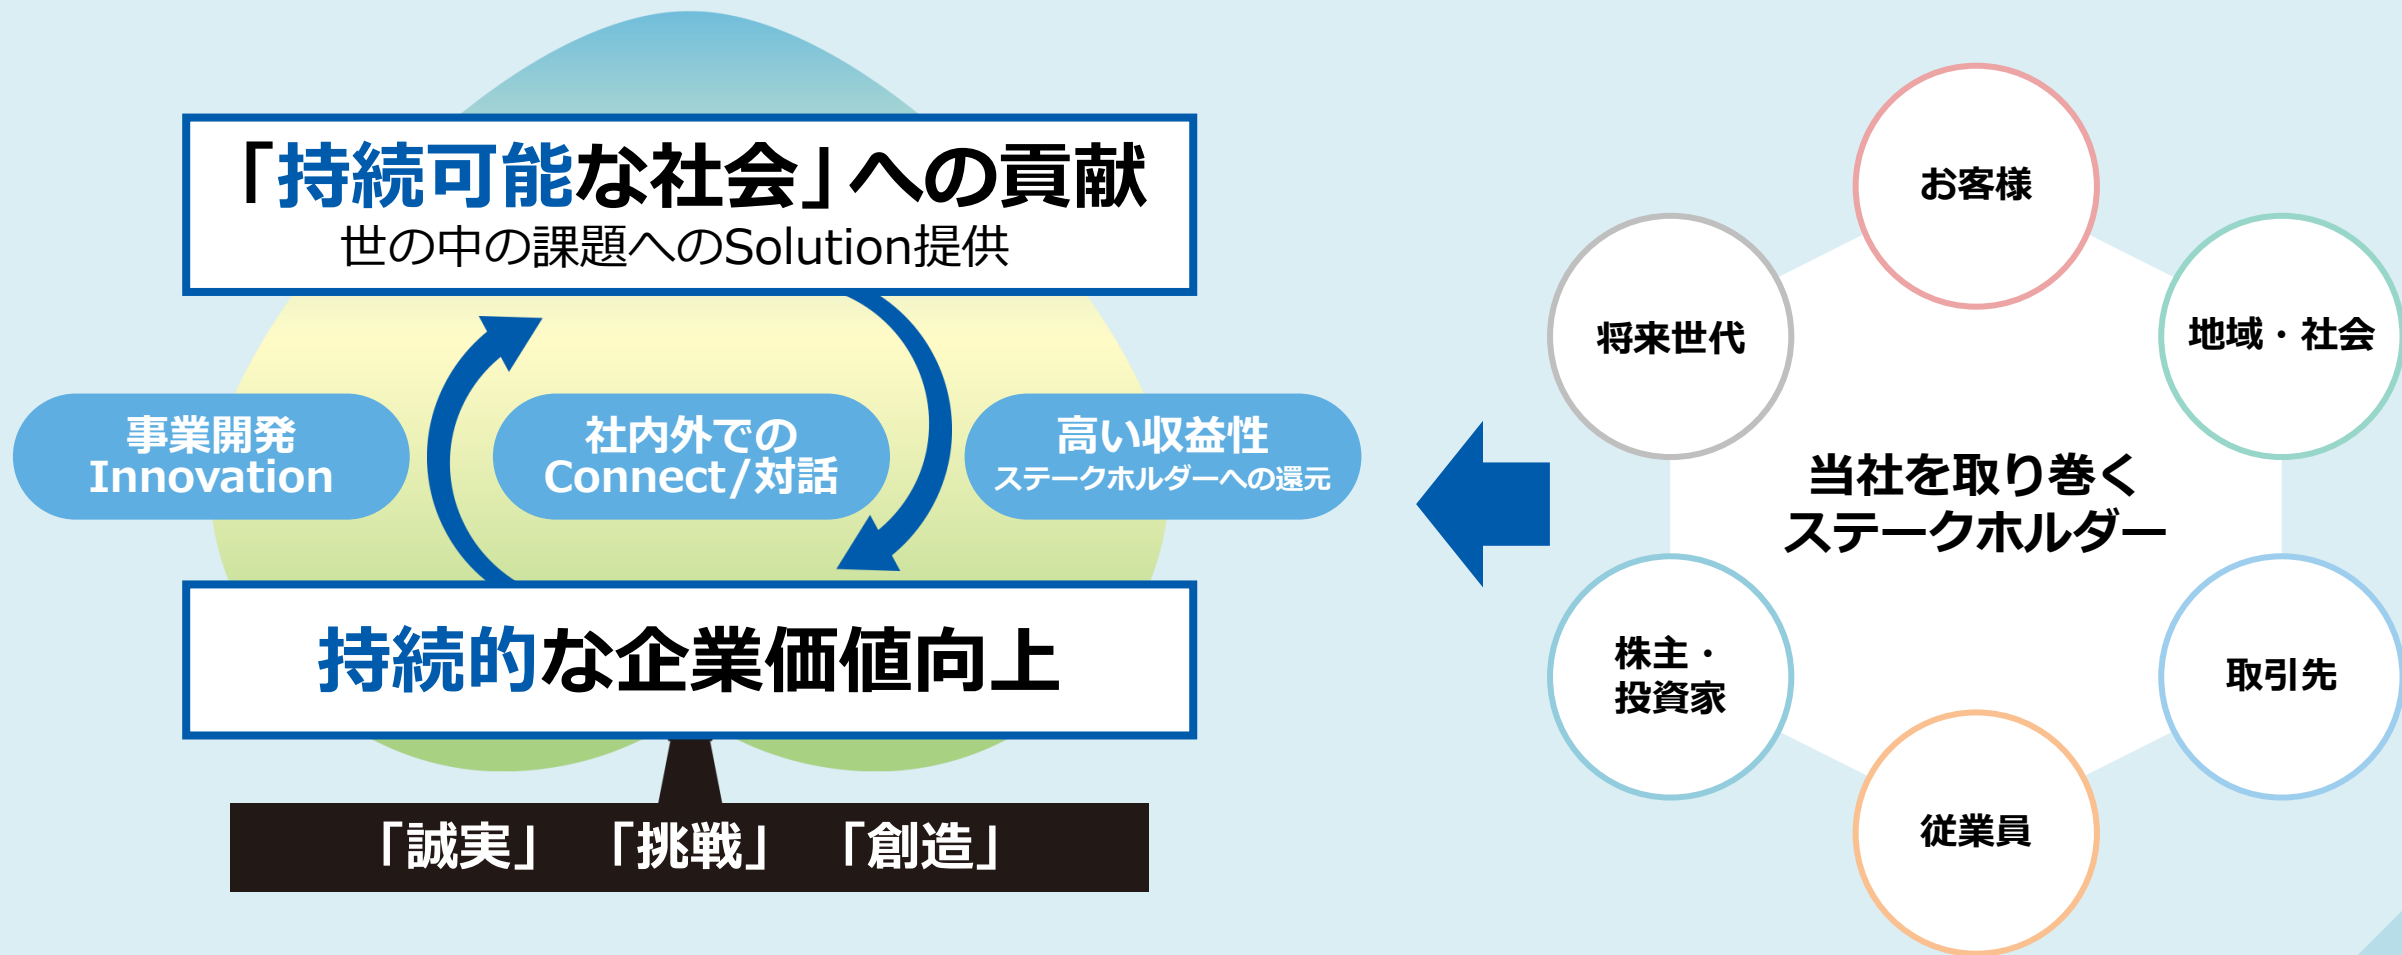 「持続可能な社会」への貢献
世の中の課題へのSolution提供
事業開発
Innovation
社内外での
Connect/対話
高い収益性
ステークホルダーへの還元
持続的な企業価値向上
「誠実」 「挑戦」 「創造」
お客様
将来世代
地域・社会
当社を取り巻く
ステークホルダー
株主・
投資家
取引先
従業員